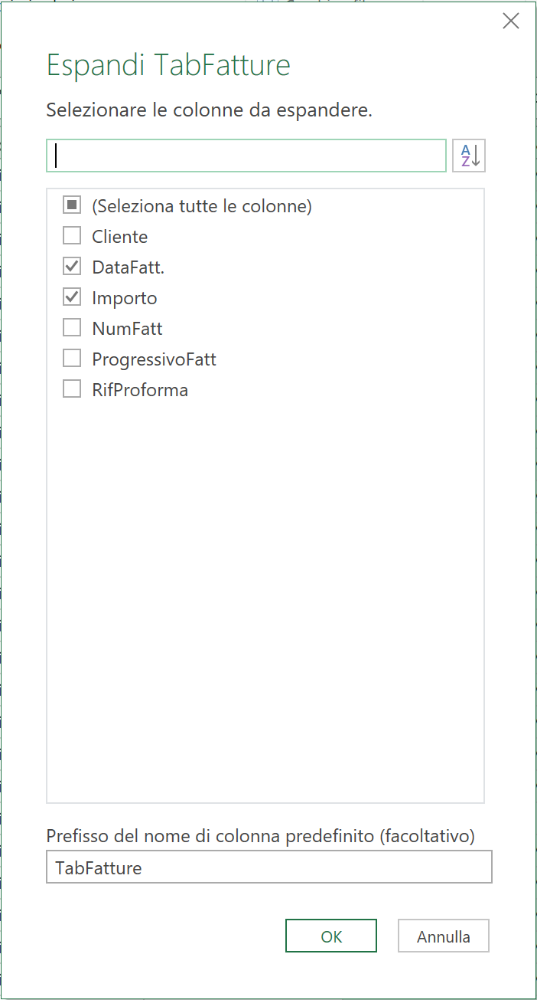 Espandi TabFatture
Selezionare le colonne da espandere.
AZ
(Seleziona tutte le colonne)
Cliente
DataFatt.
Importo
NumFatt
ProgressivoFatt
RifProforma
Prefisso del nome di colonna predefinito (facoltativo)
TabFatture
OK Annulla